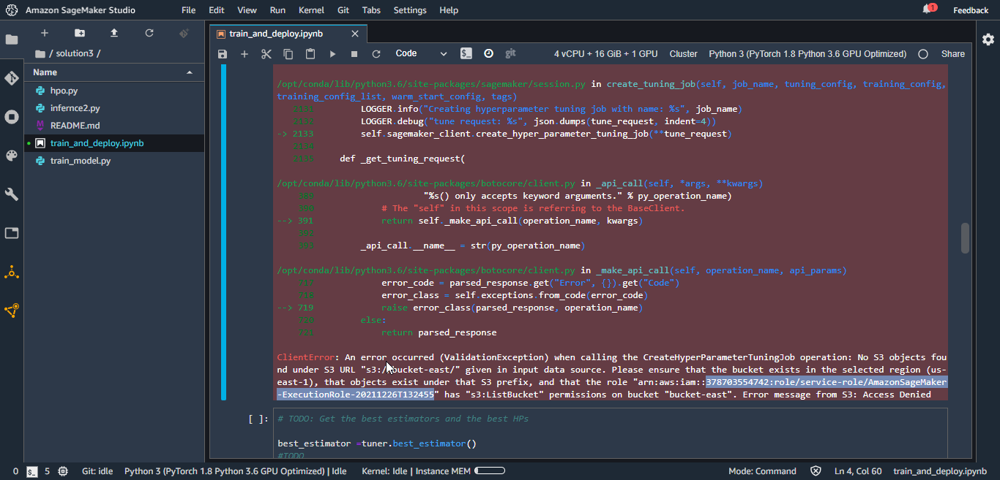 Amazon SageMaker Studio
File Edit View Run Kernel Git Tabs Settings Help
1 Feedback
/ solution3 /
Name
hpo.py
infernce2.py
README.md
train_and_deploy.ipynb
train_model.py
train_and_deploy.ipynb
Code
git
4 vCPU + 16 GiB + 1 GPU Cluster Python 3 (PyTorch 1.8 Python 3.6 GPU Optimized) Share
/opt/conda/lib/python3.6/site-packages/sagemaker/session.py in create_tuning_job(self, job_name, tuning_config, training_config,
training_config_list, warm_start_config, tags)
2131 LOGGER.info("Creating hyperparameter tuning job with name: %s", job_name)
2132 LOGGER.debug("tune request: %s", json.dumps(tune_request, indent=4))
-> 2133 self.sagemaker_client.create_hyper_parameter_tuning_job(**tune_request)
2134
2135 def _get_tuning_request(
/opt/conda/lib/python3.6/site-packages/botocore/client.py in _api_call(self, *args, **kwargs)
389 "%s() only accepts keyword arguments." % py_operation_name)
390 # The "self" in this scope is referring to the BaseClient.
--> 391 return self._make_api_call(operation_name, kwargs)
392
393 _api_call.__name__ = str(py_operation_name)
/opt/conda/lib/python3.6/site-packages/botocore/client.py in _make_api_call(self, operation_name, api_params)
717 error_code = parsed_response.get("Error", {}).get("Code")
718 error_class = self.exceptions.from_code(error_code)
--> 719 raise error_class(parsed_response, operation_name)
720 else:
721 return parsed_response
ClientError: An error occurred (ValidationException) when calling the CreateHyperParameterTuningJob operation: No S3 objects fou
nd under S3 URL "s3://bucket-east/" given in input data source. Please ensure that the bucket exists in the selected region (us-
east-1), that objects exist under that S3 prefix, and that the role "arn:aws:iam::378703554742:role/service-role/AmazonSageMaker
-ExecutionRole-20211226T132455" has "s3:ListBucket" permissions on bucket "bucket-east". Error message from S3: Access Denied
[ ]: # TODO: Get the best estimators and the best HPs
best_estimator =tuner.best_estimator()
#TODO
0 $_ 5 Git: idle Python 3 (PyTorch 1.8 Python 3.6 GPU Optimized) | Idle Kernel: Idle | Instance MEM Mode: Command Ln 4, Col 60 train_and_deploy.ipynb